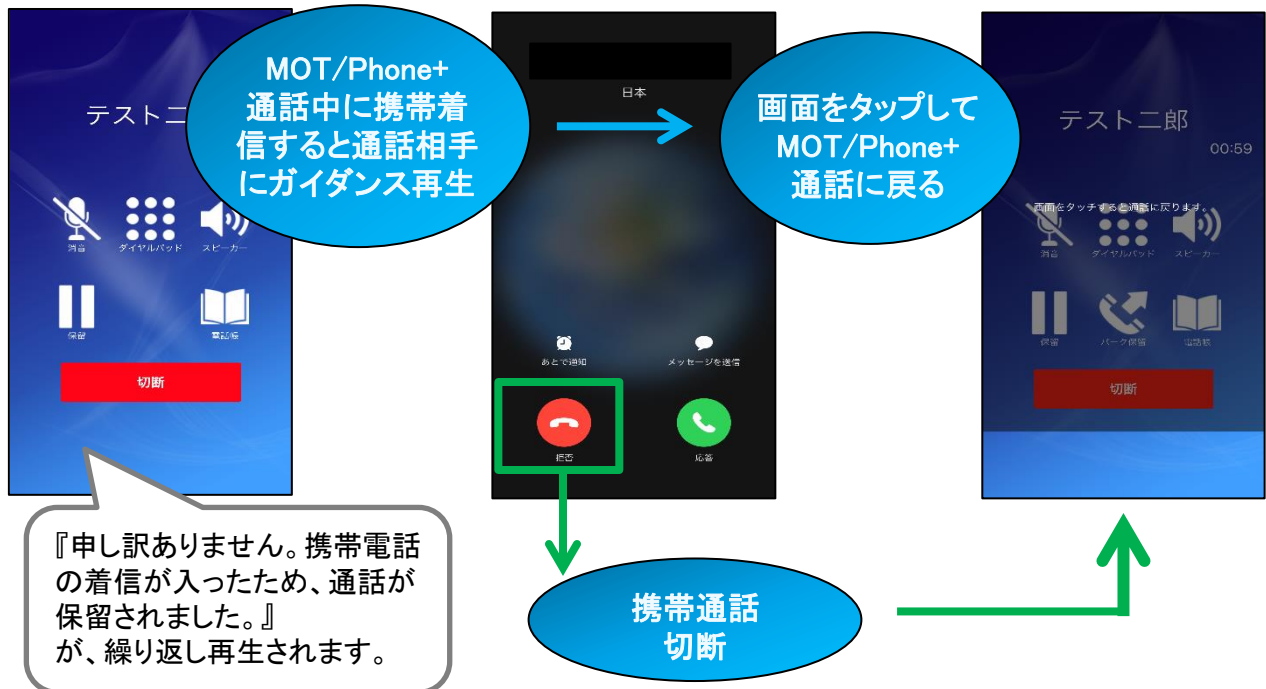 テスト二
消音
ダイヤルパッド
スピーカー
保留
電話帳
切断
『申し訳ありません。携帯電話
の着信が入ったため、通話が
保留されました。』
が、繰り返し再生されます。
MOT/Phone+
通話中に携帯着
信すると通話相手
にガイダンス再生
日本
あとで通知
メッセージを送信
拒否
応答
携帯通話
切断
画面をタップして
MOT/Phone+
通話に戻る
テスト二郎
00:59
画面をタッチすると通話に戻ります。
消音
ダイヤルパッド
スピーカー
保留
パーク保留
電話帳
切断